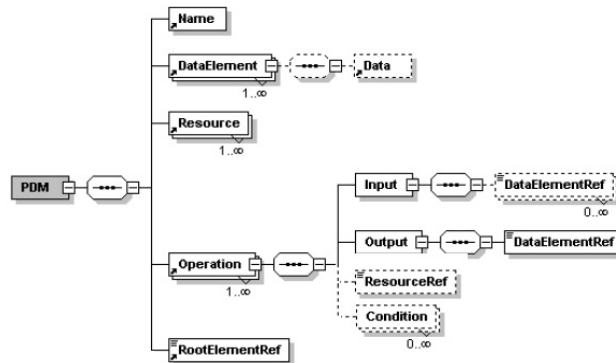 Name
DataElement
1..∞
Data
Resource
1..∞
PDM
Operation
1..∞
Input
DataElementRef
0..∞
Output
DataElementRef
ResourceRef
Condition
0..∞
RootElementRef